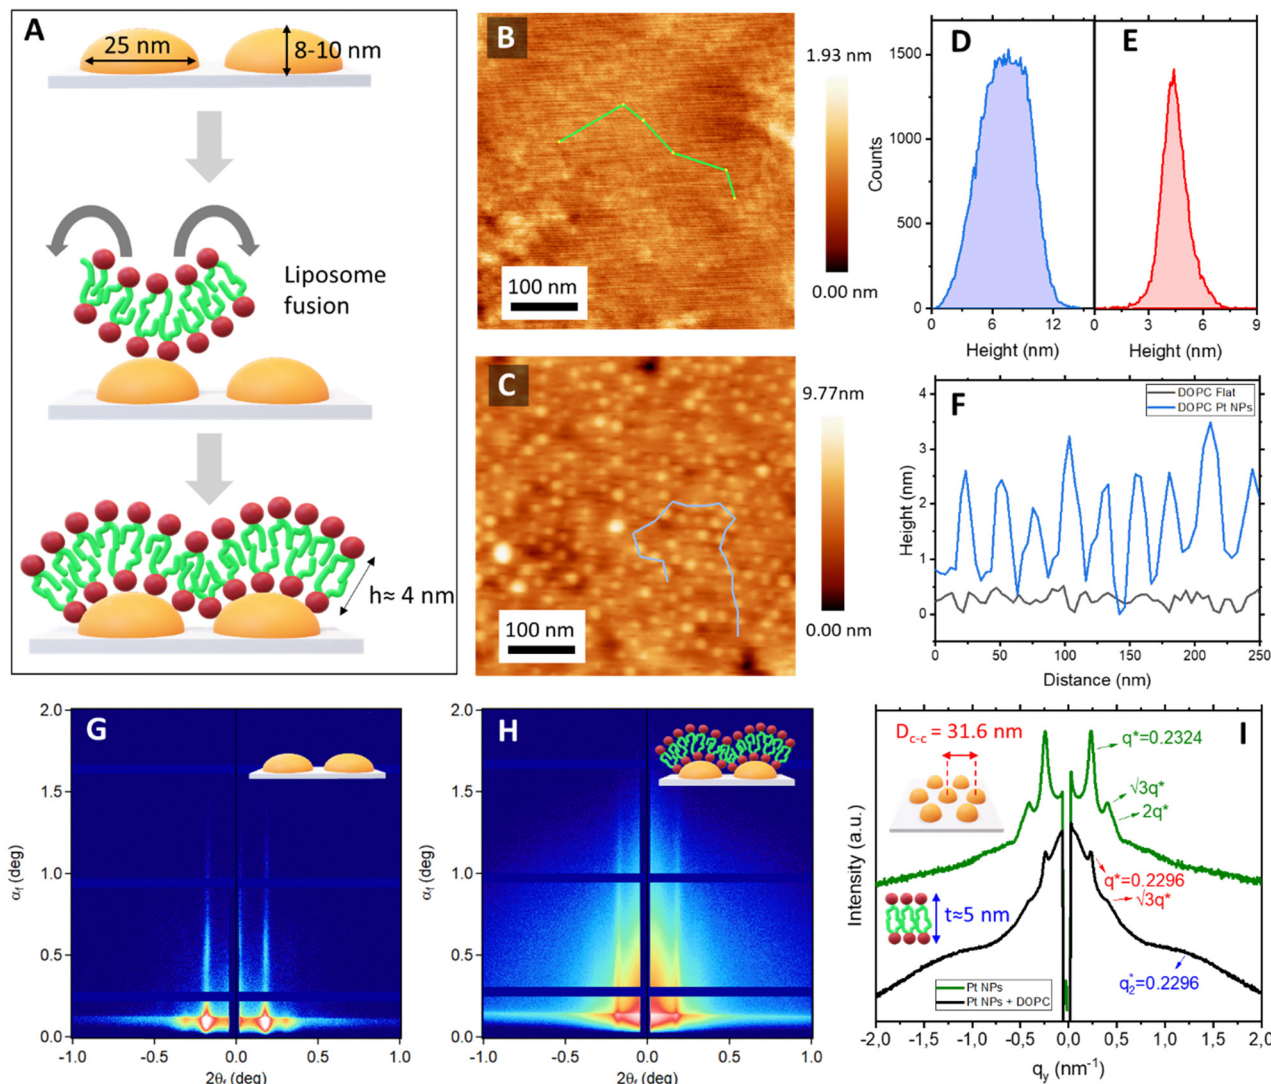 A
25 nm
8-10 nm
Liposome
fusion
h≈ 4 nm
B
100 nm
1.93 nm
0.00 nm
C
100 nm
9.77nm
0.00 nm
D
E
1500
1000
500
0
Counts
0
6
12
0
3
6
9
Height (nm)
Height (nm)
F
DOPC Flat
DOPC Pt NPs
4
3
2
1
0
Height (nm)
0
50
100
150
200
250
Distance (nm)
G
2.0
1.5
1.0
0.5
0.0
αf (deg)
-1.0
-0.5
0.0
0.5
1.0
2θf (deg)
H
2.0
1.5
1.0
0.5
0.0
αf (deg)
-1.0
-0.5
0.0
0.5
1.0
2θf (deg)
I
Dc-c = 31.6 nm
q*=0.2324
√3q*
2q*
q*=0.2296
√3q*
t≈5 nm
q2*=0.2296
Pt NPs
Pt NPs + DOPC
Intensity (a.u.)
-2,0
-1,5
-1,0
-0,5
0,0
0,5
1,0
1,5
2,0
qy (nm-1)